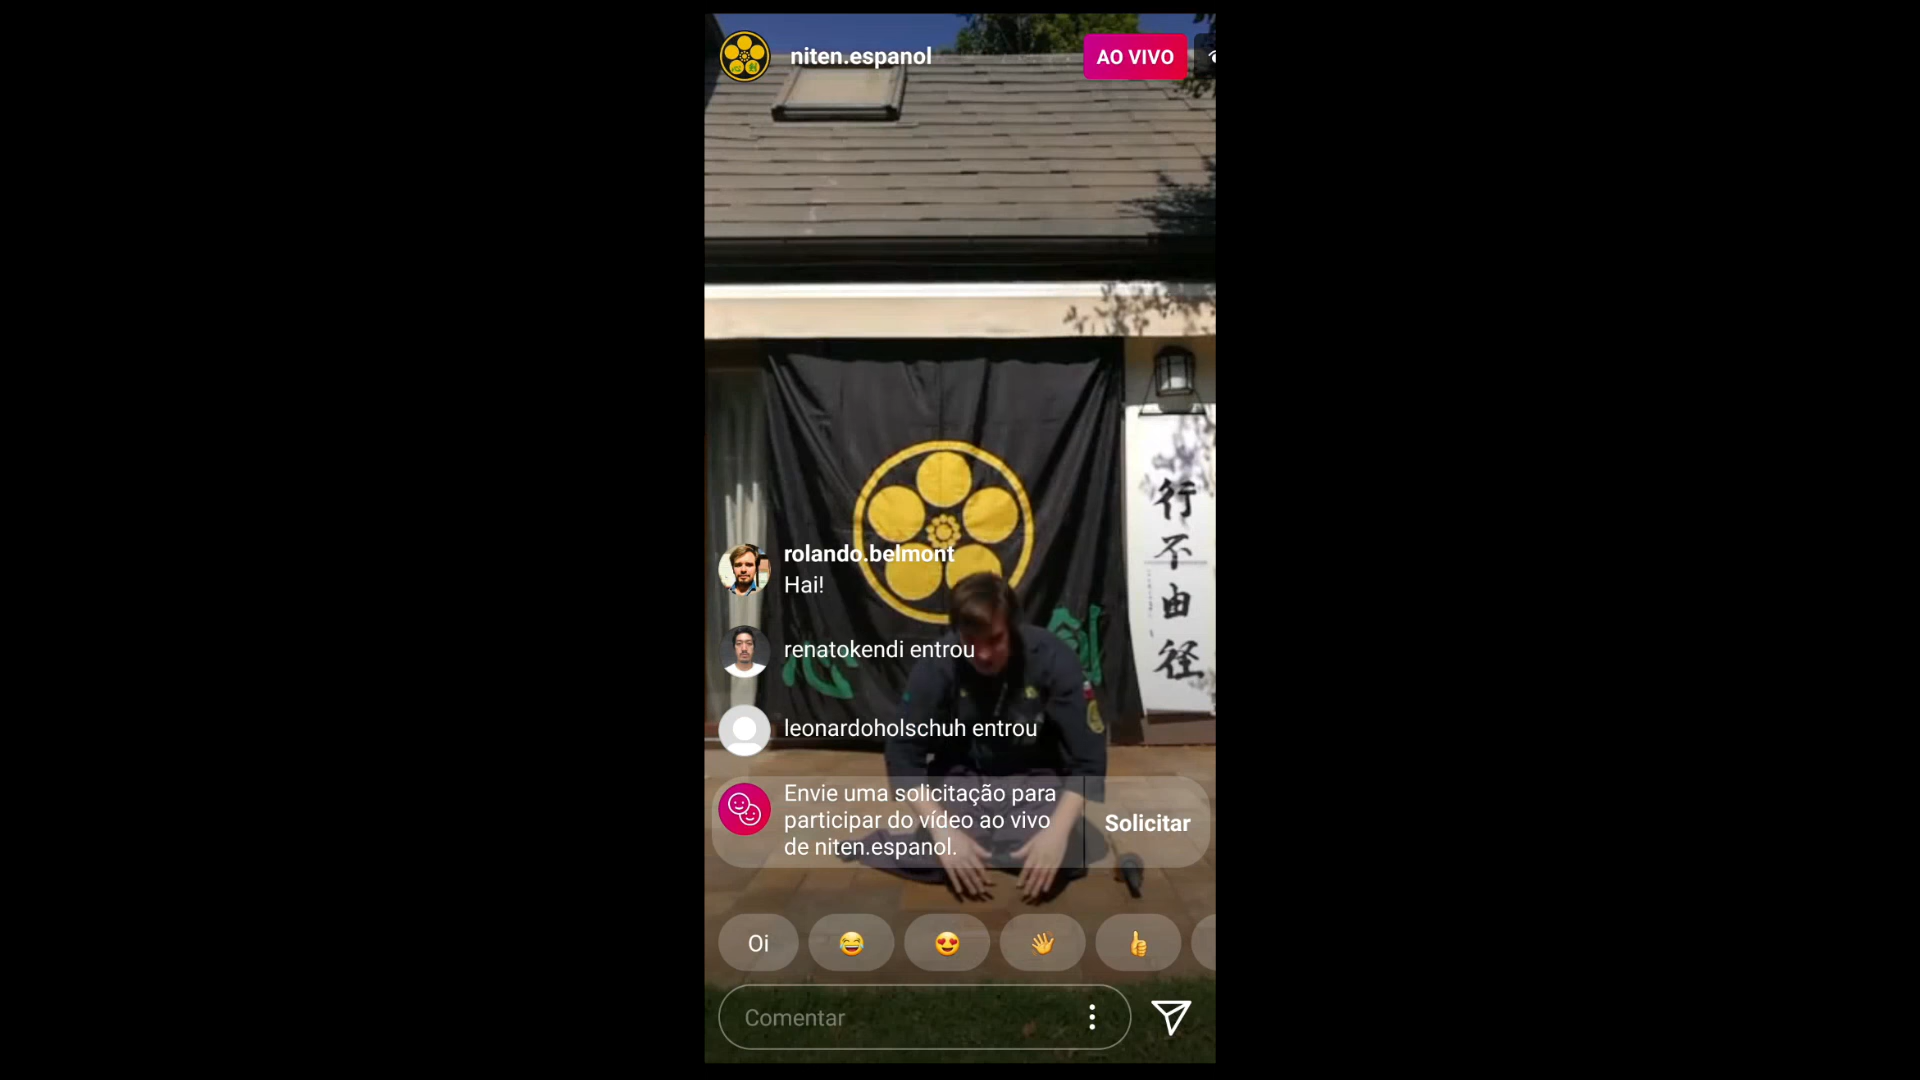 niten.espanol
AO VIVO
行
不
由
径
rolando.belmont
Hai!
renatokendi entrou
leonardoholschuh entrou
Envie uma solicitação para
participar do vídeo ao vivo
de niten.espanol.
Solicitar
Oi
Comentar